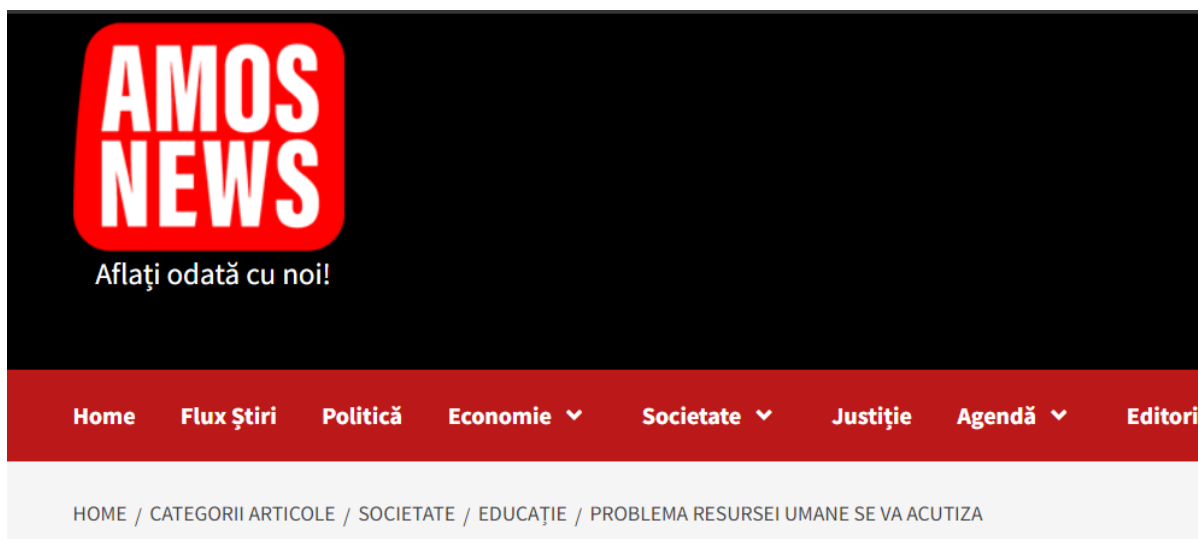 AMOS
NEWS
Aflați odată cu noi!
Home Flux Știri Politică Economie Societate Justiție Agendă Editori
HOME / CATEGORII ARTICOLE / SOCIETATE / EDUCAȚIE / PROBLEMA RESURSEI UMANE SE VA ACUTIZA